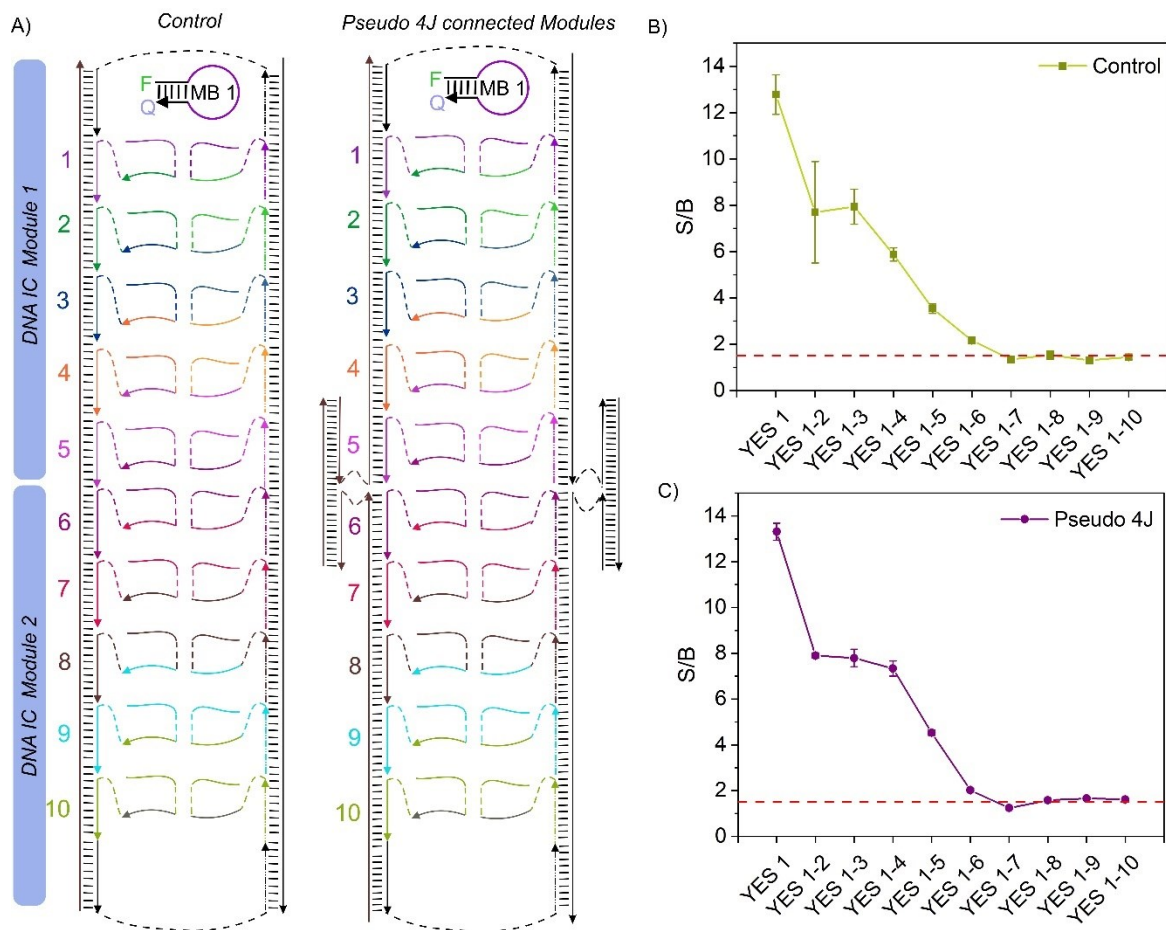 A)
Control
Pseudo 4J connected Modules
DNA IC Module 1
DNA IC Module 2
F
Q
MB 1
1
2
3
4
5
6
7
8
9
10
F
Q
MB 1
1
2
3
4
5
6
7
8
9
10
B)
Control
S/B
14
12
10
8
6
4
2
0
YES 1
YES 1-2
YES 1-3
YES 1-4
YES 1-5
YES 1-6
YES 1-7
YES 1-8
YES 1-9
YES 1-10
C)
Pseudo 4J
S/B
14
12
10
8
6
4
2
0
YES 1
YES 1-2
YES 1-3
YES 1-4
YES 1-5
YES 1-6
YES 1-7
YES 1-8
YES 1-9
YES 1-10